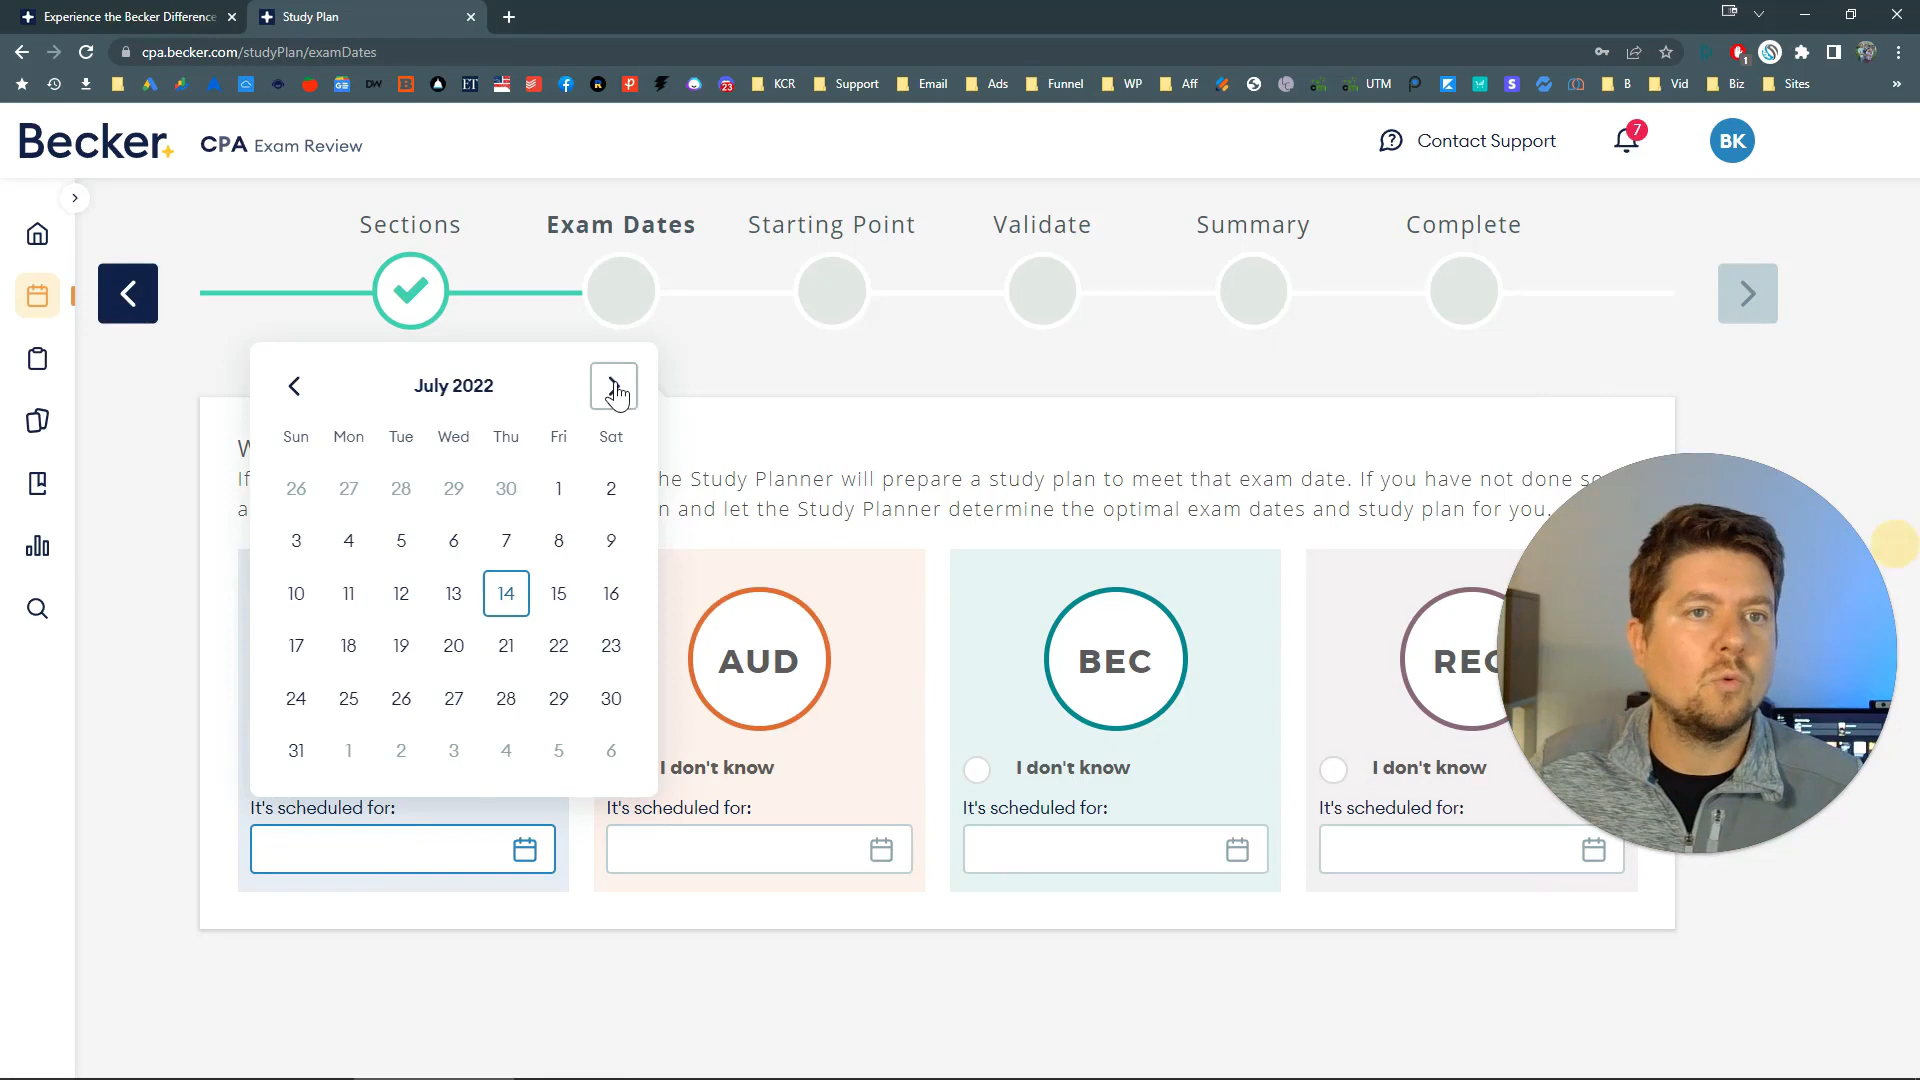 Experience the Becker Difference
Study Plan
cpa.becker.com/studyPlan/examDates
DW
ET
23
KCR
Support
Email
Ads
Funnel
WP
Aff
UTM
B
Vid
Biz
Sites
1
Becker
CPA Exam Review
Contact Support
7
BK
Sections
Exam Dates
Starting Point
Validate
Summary
Complete
July 2022
Sun Mon Tue Wed Thu Fri Sat
26 27 28 29 30 1 2
3 4 5 6 7 8 9
10 11 12 13 14 15 16
17 18 19 20 21 22 23
24 25 26 27 28 29 30
31 1 2 3 4 5 6
W
If
he Study Planner will prepare a study plan to meet that exam date. If you have not done so
a
n and let the Study Planner determine the optimal exam dates and study plan for you.
AUD
BEC
REG
I don't know
I don't know
I don't know
It's scheduled for:
It's scheduled for:
It's scheduled for:
It's scheduled for: